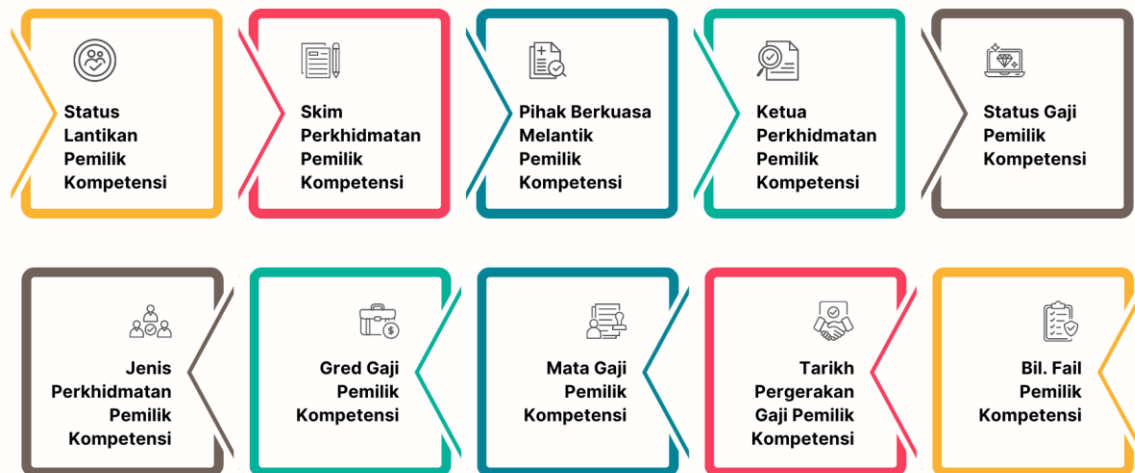 Status
Lantikan
Pemilik
Kompetensi
Skim
Perkhidmatan
Pemilik
Kompetensi
Pihak Berkuasa
Melantik
Pemilik
Kompetensi
Ketua
Perkhidmatan
Pemilik
Kompetensi
Status Gaji
Pemilik
Kompetensi
Jenis
Perkhidmatan
Pemilik
Kompetensi
Gred Gaji
Pemilik
Kompetensi
Mata Gaji
Pemilik
Kompetensi
Tarikh
Pergerakan
Gaji Pemilik
Kompetensi
Bil. Fail
Pemilik
Kompetensi